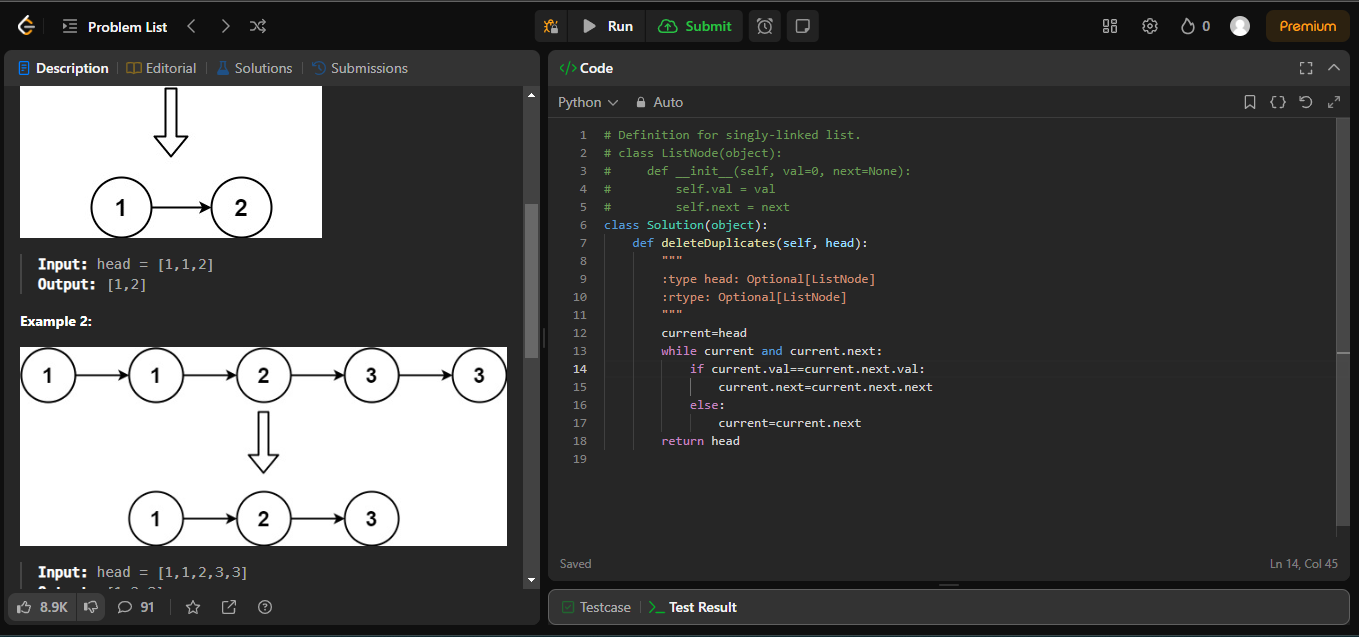 Problem List
Run
Submit
0
Premium
Description
Editorial
Solutions
Submissions
1
2
Input: head = [1,1,2]
Output: [1,2]
Example 2:
1 1 2 3 3
1 2 3
Input: head = [1,1,2,3,3]
8.9K
91
</> Code
Python
Auto
1 # Definition for singly-linked list.
2 # class ListNode(object):
3 #     def __init__(self, val=0, next=None):
4 #         self.val = val
5 #         self.next = next
6 class Solution(object):
7     def deleteDuplicates(self, head):
8         """
9         :type head: Optional[ListNode]
10         :rtype: Optional[ListNode]
11         """
12         current=head
13         while current and current.next:
14             if current.val==current.next.val:
15                 current.next=current.next.next
16             else:
17                 current=current.next
18         return head
19
Saved
Ln 14, Col 45
Testcase
Test Result